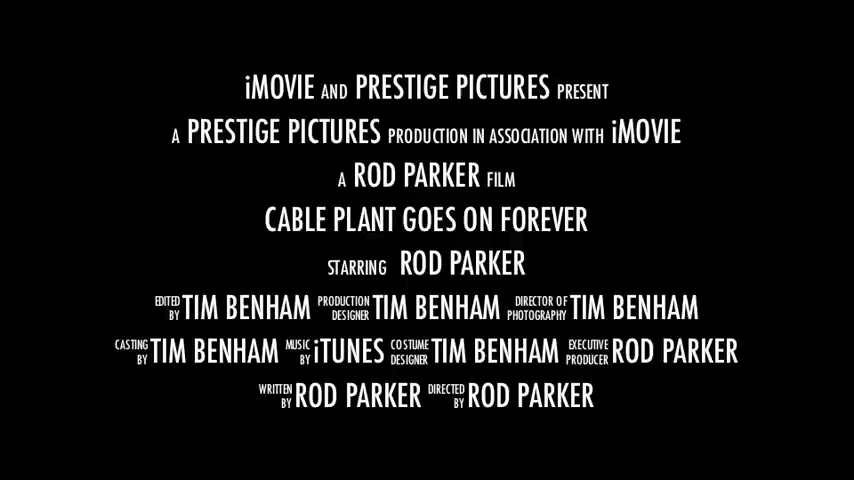 iMOVIE AND PRESTIGE PICTURES PRESENT
A PRESTIGE PICTURES PRODUCTION IN ASSOCIATION WITH iMOVIE
A ROD PARKER FILM
CABLE PLANT GOES ON FOREVER
STARRING ROD PARKER
EDITED BY TIM BENHAM PRODUCTION DESIGNER TIM BENHAM DIRECTOR OF PHOTOGRAPHY TIM BENHAM
CASTING BY TIM BENHAM MUSIC BY iTUNES COSTUME DESIGNER TIM BENHAM EXECUTIVE PRODUCER ROD PARKER
WRITTEN BY ROD PARKER DIRECTED BY ROD PARKER